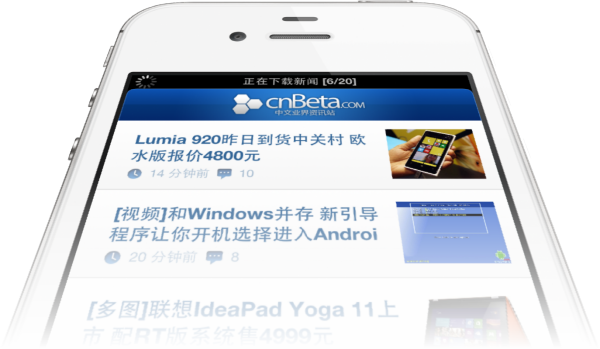 正在下载新闻 [6/20]
cnBeta.COM
中文业界资讯站
Lumia 920昨日到货中关村 欧
水版报价4800元
14 分钟前 10
[视频]和Windows并存 新引导
程序让你开机选择进入Androi
20 分钟前 8
[多图]联想IdeaPad Yoga 11上
市 配RT版系统售4999元